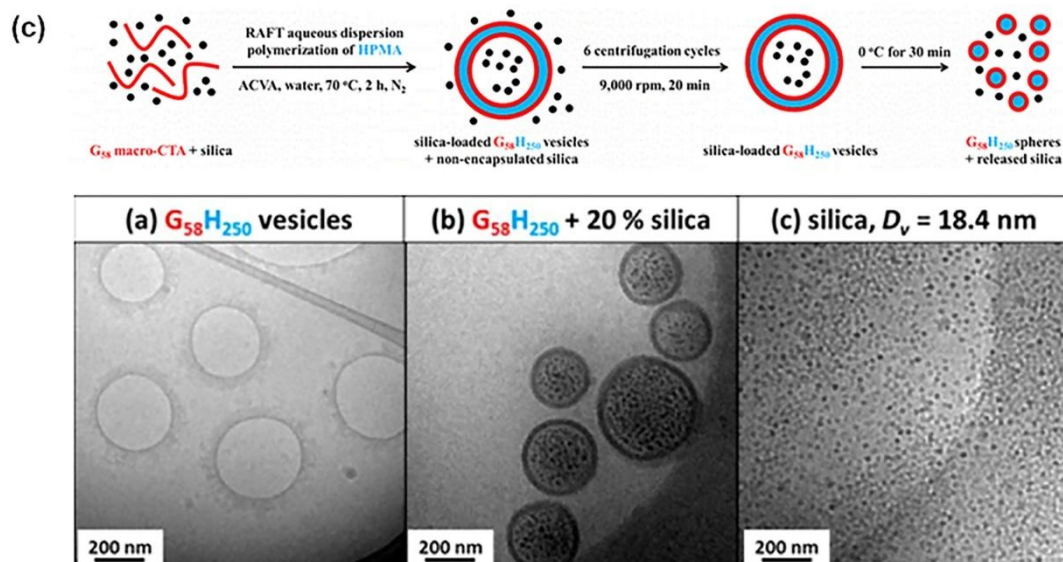 (c)
RAFT aqueous dispersion
polymerization of HPMA
ACVA, water, 70 °C, 2 h, N₂
6 centrifugation cycles
9,000 rpm, 20 min
0 °C for 30 min
G₅₈ macro-CTA + silica
silica-loaded G₅₈H₂₅₀ vesicles
+ non-encapsulated silica
silica-loaded G₅₈H₂₅₀ vesicles
G₅₈H₂₅₀ spheres
+ released silica
(a) G₅₈H₂₅₀ vesicles
(b) G₅₈H₂₅₀ + 20 % silica
(c) silica, Dᵥ = 18.4 nm
200 nm
200 nm
200 nm